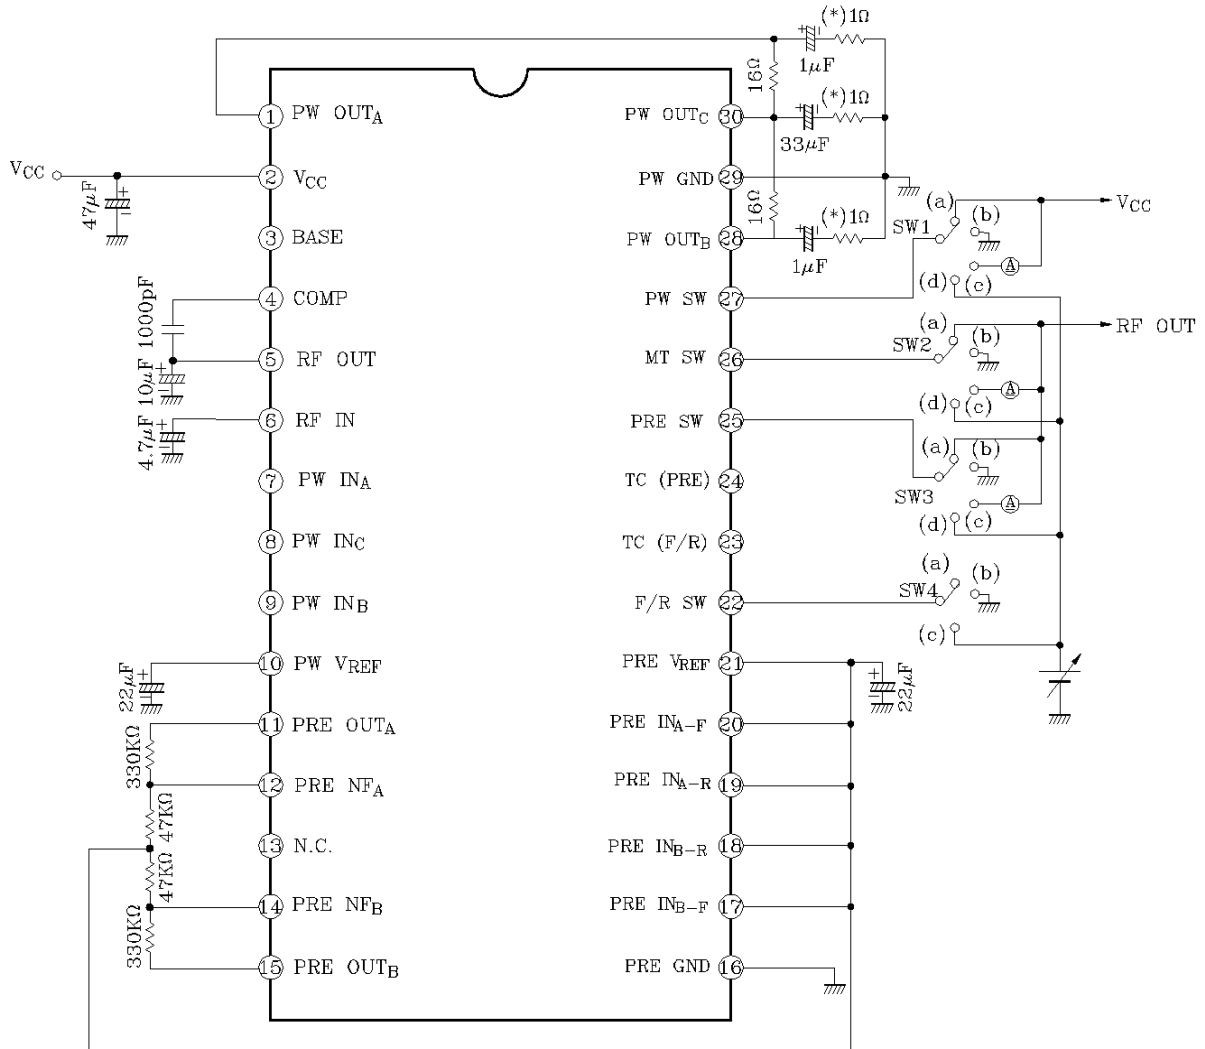 (*)1Ω
1μF
16Ω
(*)1Ω
33μF
16Ω
(*)1Ω
1μF
VCC
47μF
1 PW OUTA
2 VCC
3 BASE
4 COMP
5 RF OUT
6 RF IN
7 PW INA
8 PW INC
9 PW INB
10 PW VREF
11 PRE OUTA
12 PRE NFA
13 N.C.
14 PRE NFB
15 PRE OUTB
1000pF
10μF
4.7μF
22μF
330KΩ
47KΩ
47KΩ
330KΩ
PW OUTC 30
PW GND 29
PW OUTB 28
PW SW 27
MT SW 26
PRE SW 25
TC (PRE) 24
TC (F/R) 23
F/R SW 22
PRE VREF 21
PRE INA-F 20
PRE INA-R 19
PRE INB-R 18
PRE INB-F 17
PRE GND 16
22μF
(a)
(b)
SW1
VCC
A
(d)
(c)
(a)
(b)
SW2
RF OUT
A
(d)
(c)
(a)
(b)
SW3
A
(d)
(c)
(a)
(b)
SW4
(c)